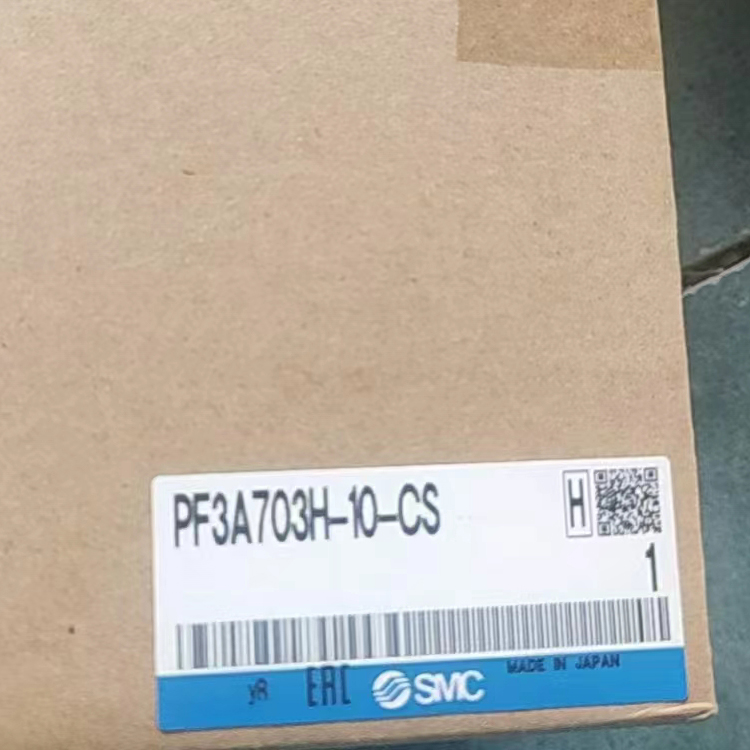 PF3A703H-10-CS
H
1
yR EAC SMC MADE IN JAPAN